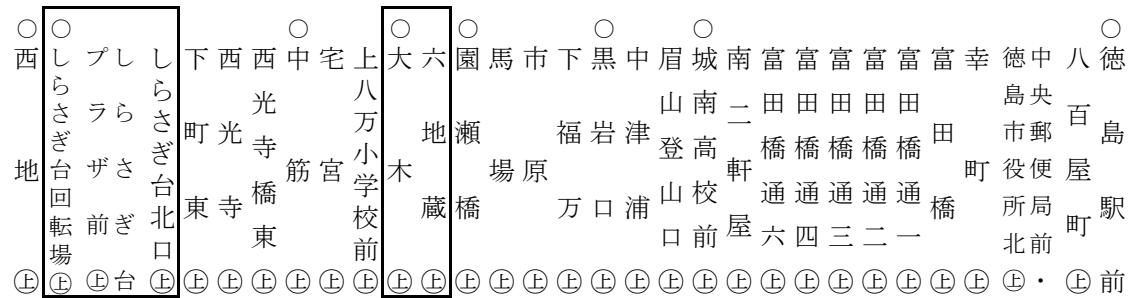 ○徳島駅前
八百屋町㊤
中央郵便局前・
徳島市役所北㊤
幸町㊤
富田橋㊤
富田橋通一㊤
富田橋通二㊤
富田橋通三㊤
富田橋通四㊤
富田橋通六㊤
南二軒屋㊤
○城南高校前㊤
眉山登山口㊤
中津浦㊤
○黒岩口㊤
下福万㊤
市原㊤
馬場㊤
○園瀬橋㊤
六地蔵㊤
○大木㊤
上八万小学校前㊤
宅宮㊤
○中筋㊤
西光寺橋東㊤
西光寺㊤
下町東㊤
しらさぎ台北口㊤
しらさぎ台
プラザ前㊤
○しらさぎ台回転場㊤
○西地㊤